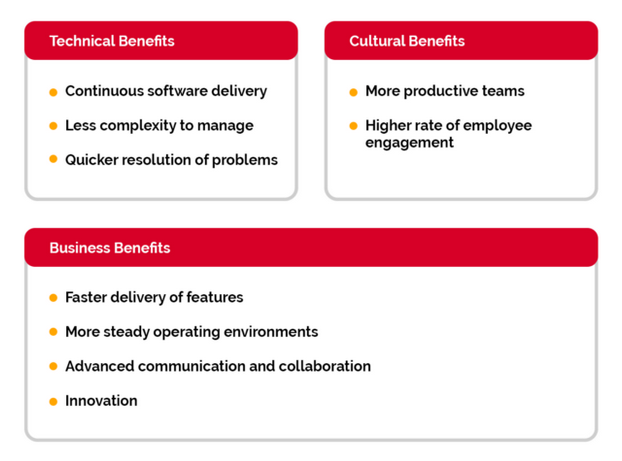 Technical Benefits
Continuous software delivery
Less complexity to manage
Quicker resolution of problems
Cultural Benefits
More productive teams
Higher rate of employee
engagement
Business Benefits
Faster delivery of features
More steady operating environments
Advanced communication and collaboration
Innovation